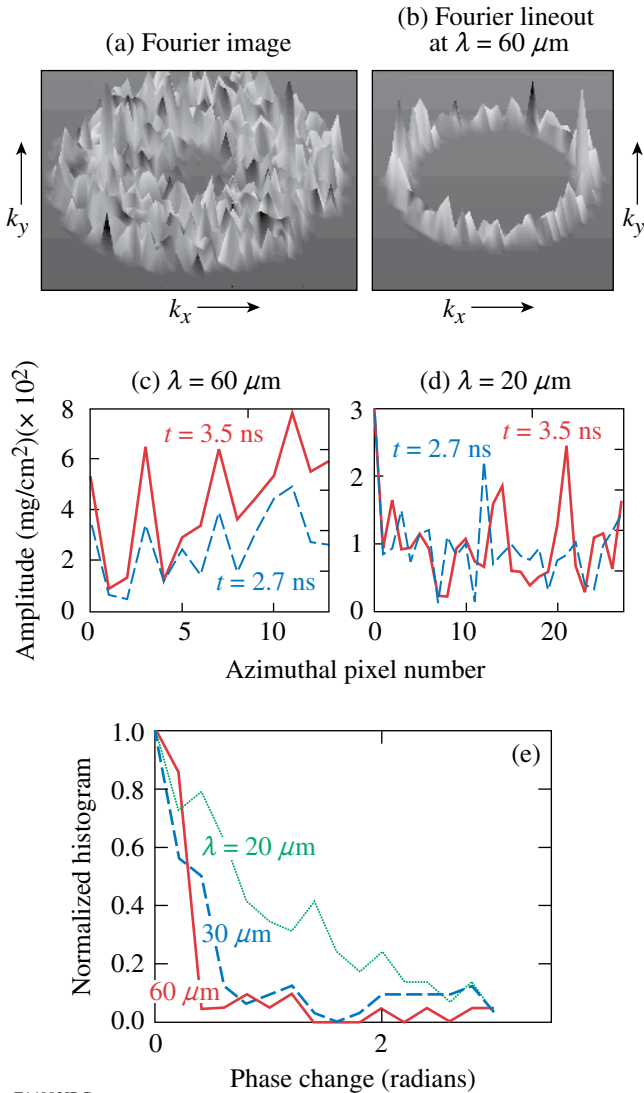 (a) Fourier image
(b) Fourier lineout
at λ = 60 μm
k_y
k_x
k_y
k_x
(c) λ = 60 μm
(d) λ = 20 μm
Amplitude (mg/cm²)(× 10²)
8
6
4
2
0
t = 3.5 ns
t = 2.7 ns
0
5
10
3
2
1
0
t = 2.7 ns
t = 3.5 ns
0
10
20
Azimuthal pixel number
(e)
Normalized histogram
1.0
0.8
0.6
0.4
0.2
0.0
λ = 20 μm
30 μm
60 μm
0
2
Phase change (radians)